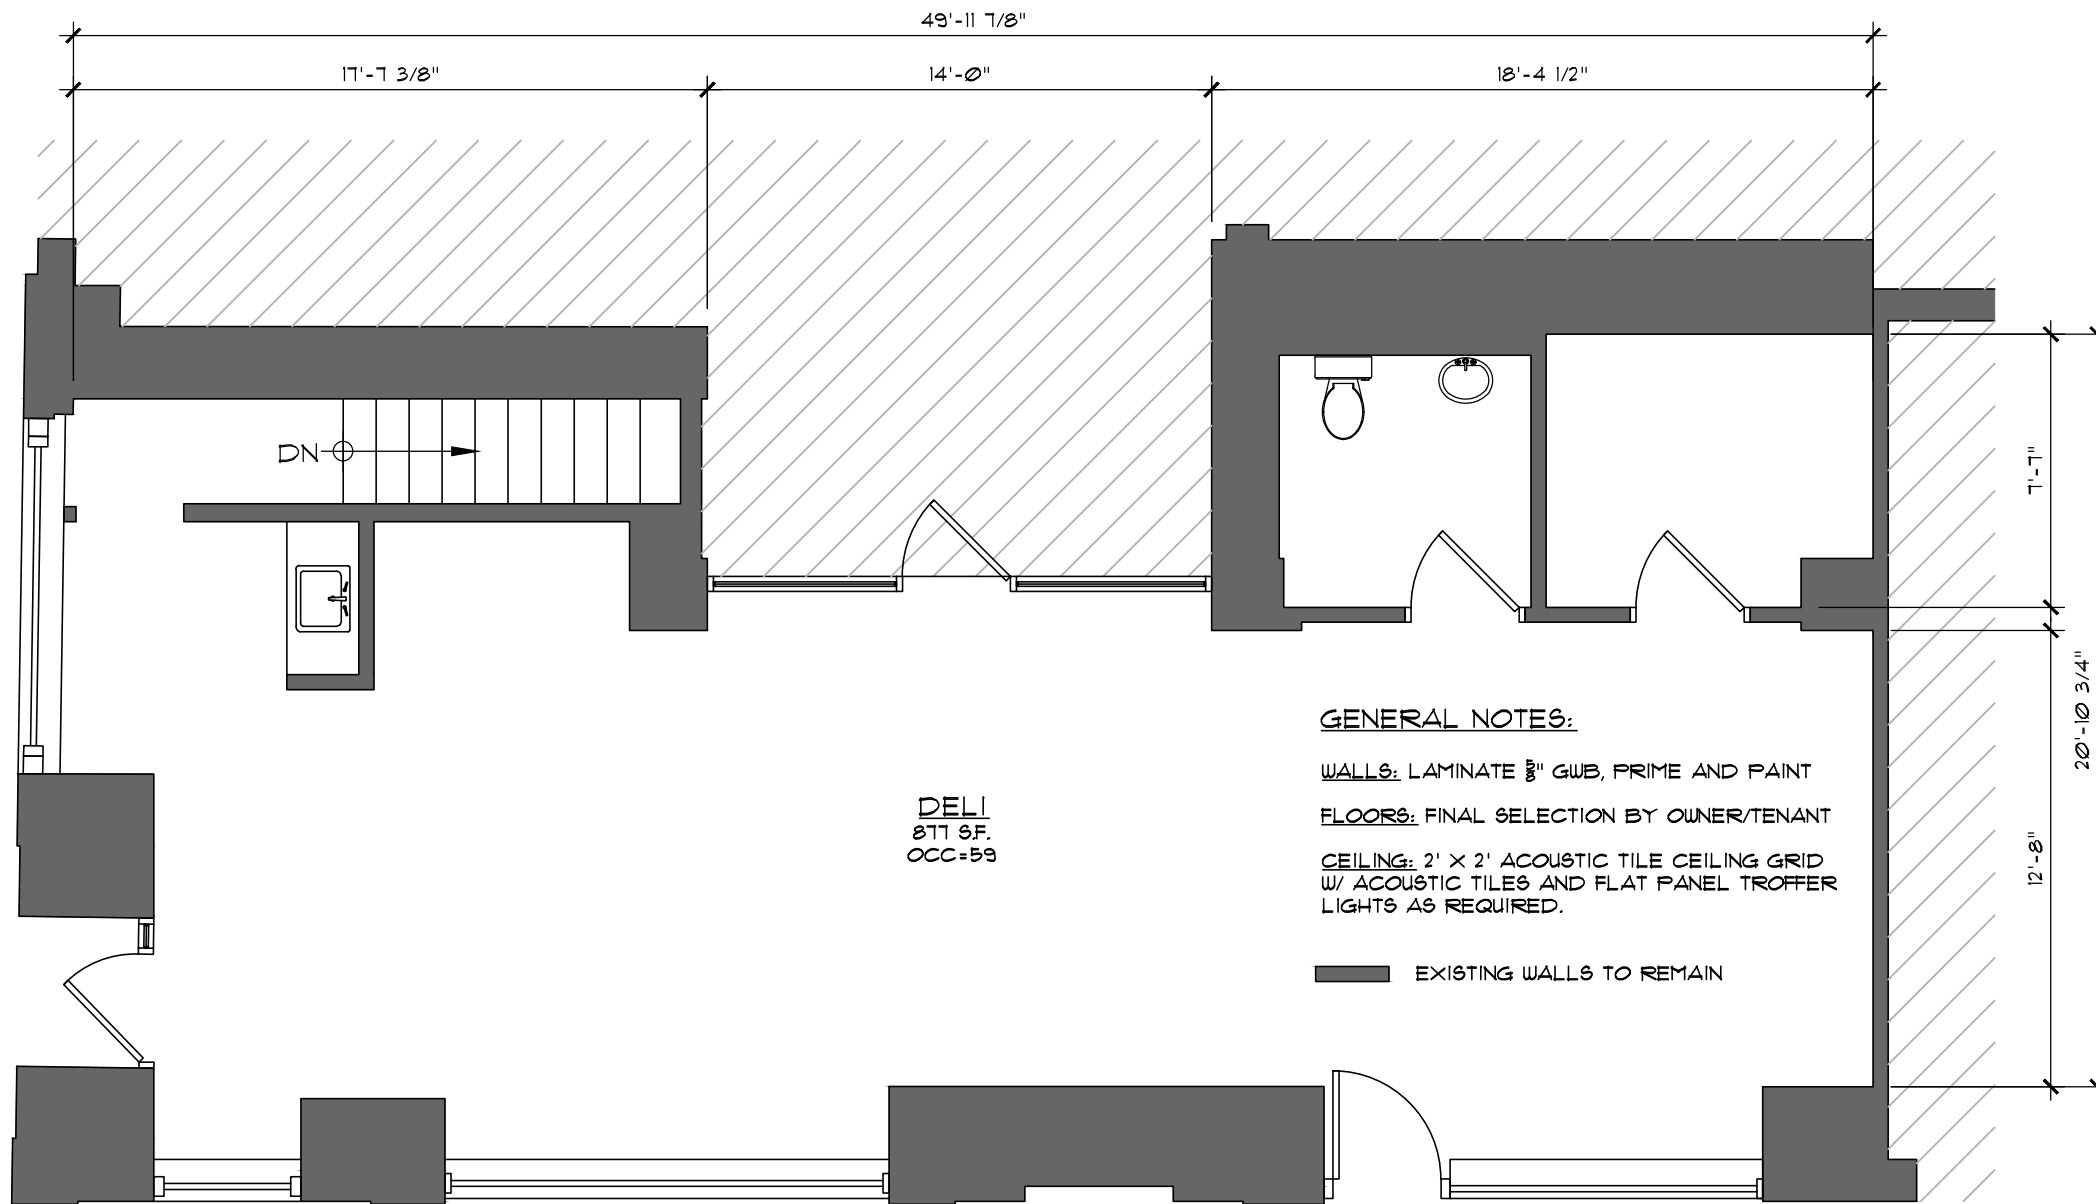 49'-11 7/8"
17'-7 3/8"
14'-0"
18'-4 1/2"
DN
7'-7"
20'-10 3/4"
12'-8"
DELI
877 S.F.
OCC=59
GENERAL NOTES:
WALLS: LAMINATE 5/8" GWB, PRIME AND PAINT
FLOORS: FINAL SELECTION BY OWNER/TENANT
CEILING: 2' X 2' ACOUSTIC TILE CEILING GRID
W/ ACOUSTIC TILES AND FLAT PANEL TROFFER
LIGHTS AS REQUIRED.
EXISTING WALLS TO REMAIN